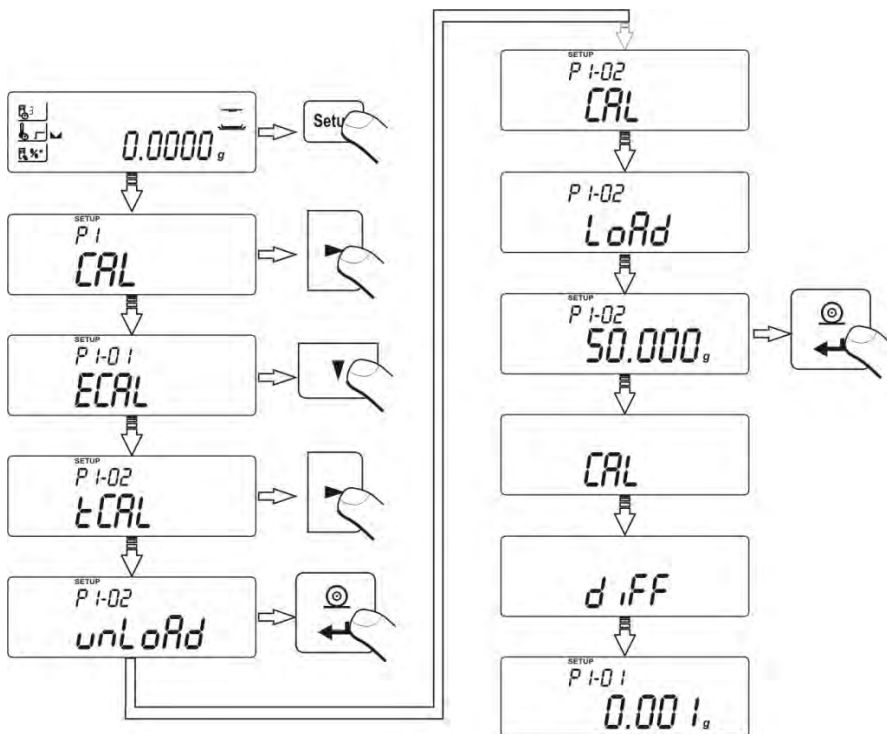 0.0000 g
Setu
SETUP
P1
CAL
SETUP
P1-01
ECAL
SETUP
P1-02
tCAL
SETUP
P1-02
unLoAd
SETUP
P1-02
CAL
P1-02
LoAd
SETUP
P1-02
50.000 g
CAL
diFF
SETUP
P1-01
0.001 g